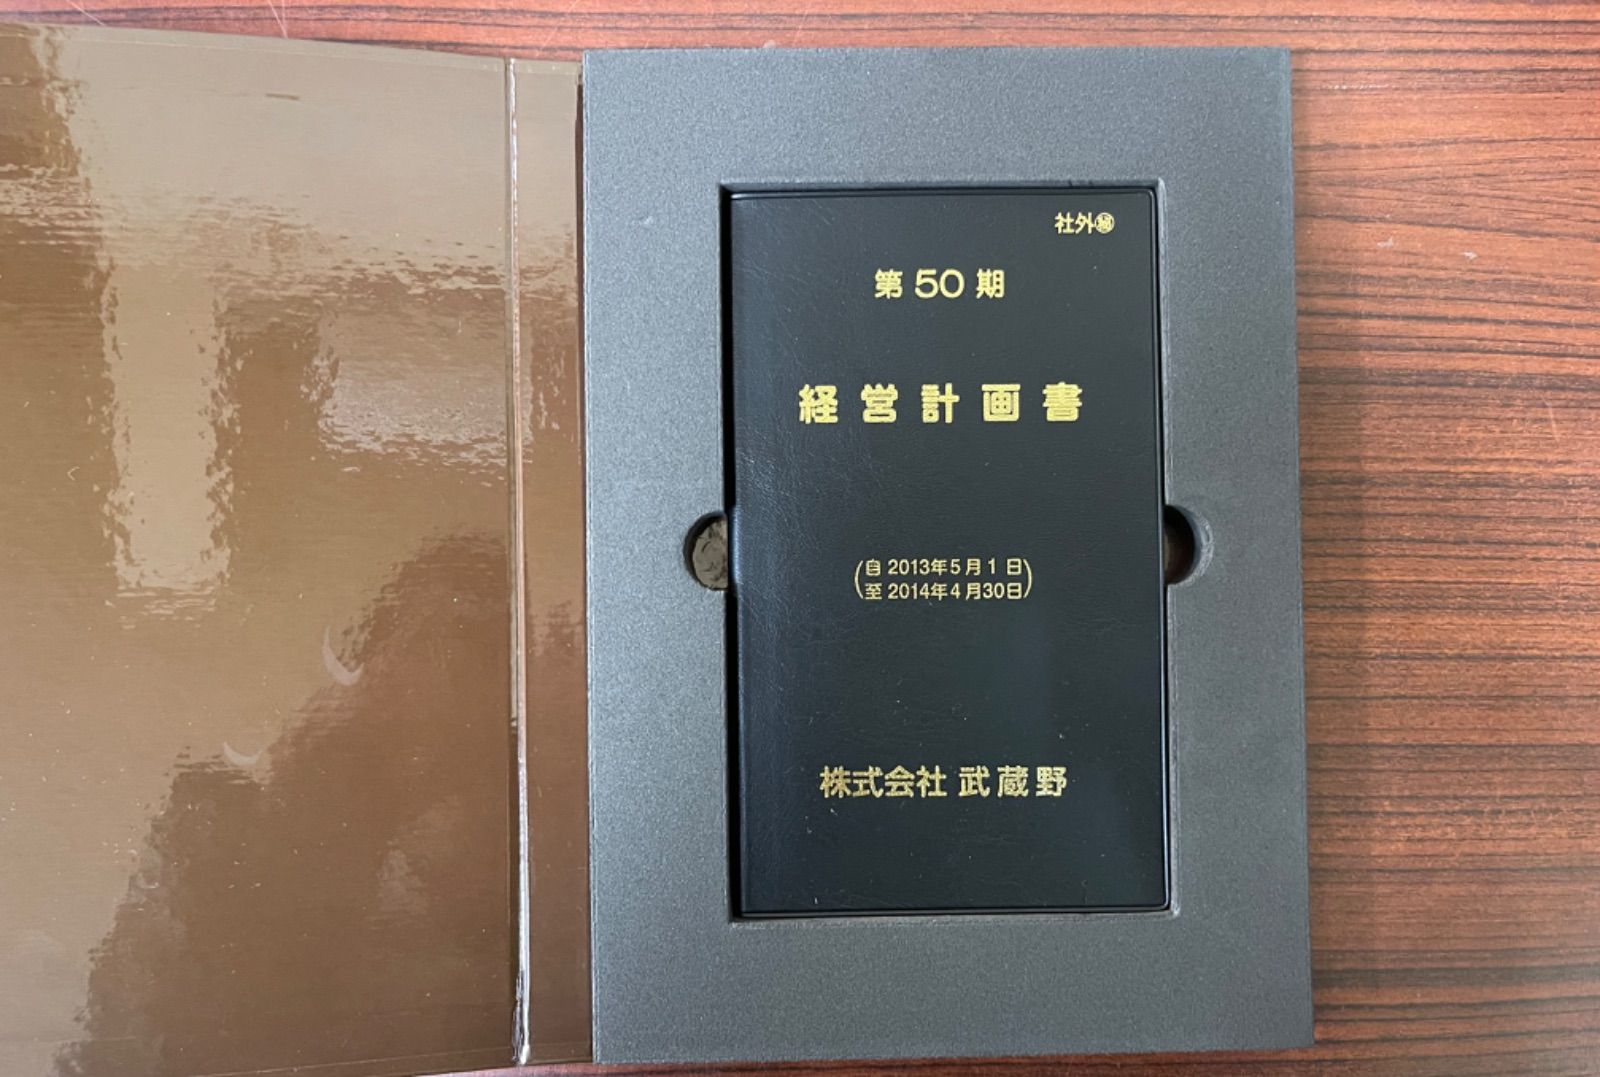 社外㊙
第50期
経営計画書
(自 2013年5月1日
至 2014年4月30日)
株式会社 武蔵野